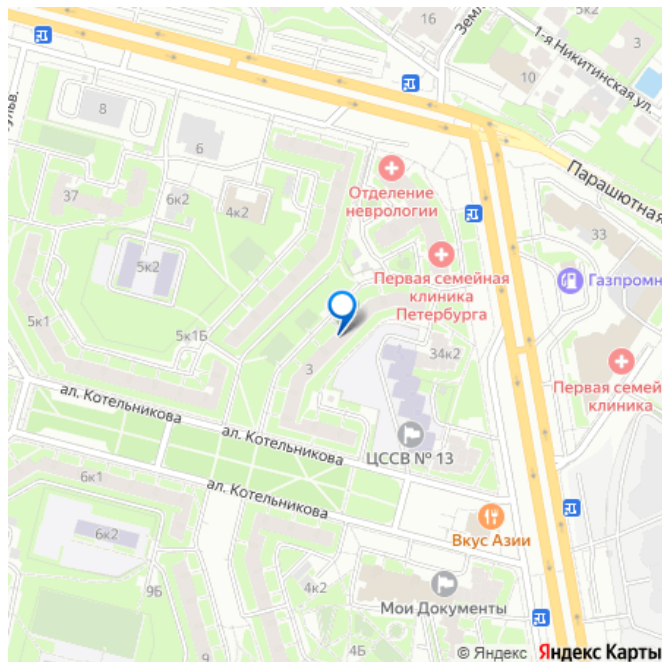 16
5к2
3
1-я Никитинская ул.
10
8
Б
Отделение
неврологии
Парашютная
37
6к2
4к2
33
5к2
Первая семейная
клиника
Петербурга
Газпромн
5к1
5к1Б
34к2
3
Первая семей
клиника
ал. Котельникова
ал. Котельникова
ЦССВ № 13
6к1
ал. Котельникова
6к2
Вкус Азии
9Б
4к2
Мои Документы
9
4Б
© Яндекс Яндекс Карты